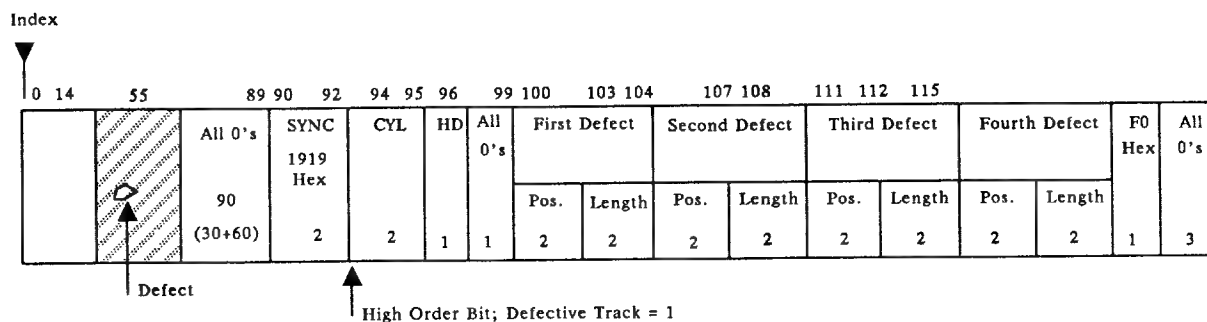 Index
0 14 55 89 90 92 94 95 96 99 100 103 104 107 108 111 112 115
All 0's SYNC CYL HD All 0's First Defect Second Defect Third Defect Fourth Defect F0 Hex All 0's
1919 Hex
90 Pos. Length Pos. Length Pos. Length Pos. Length
(30+60) 2 2 1 1 2 2 2 2 2 2 2 2 1 3
Defect
High Order Bit; Defective Track = 1